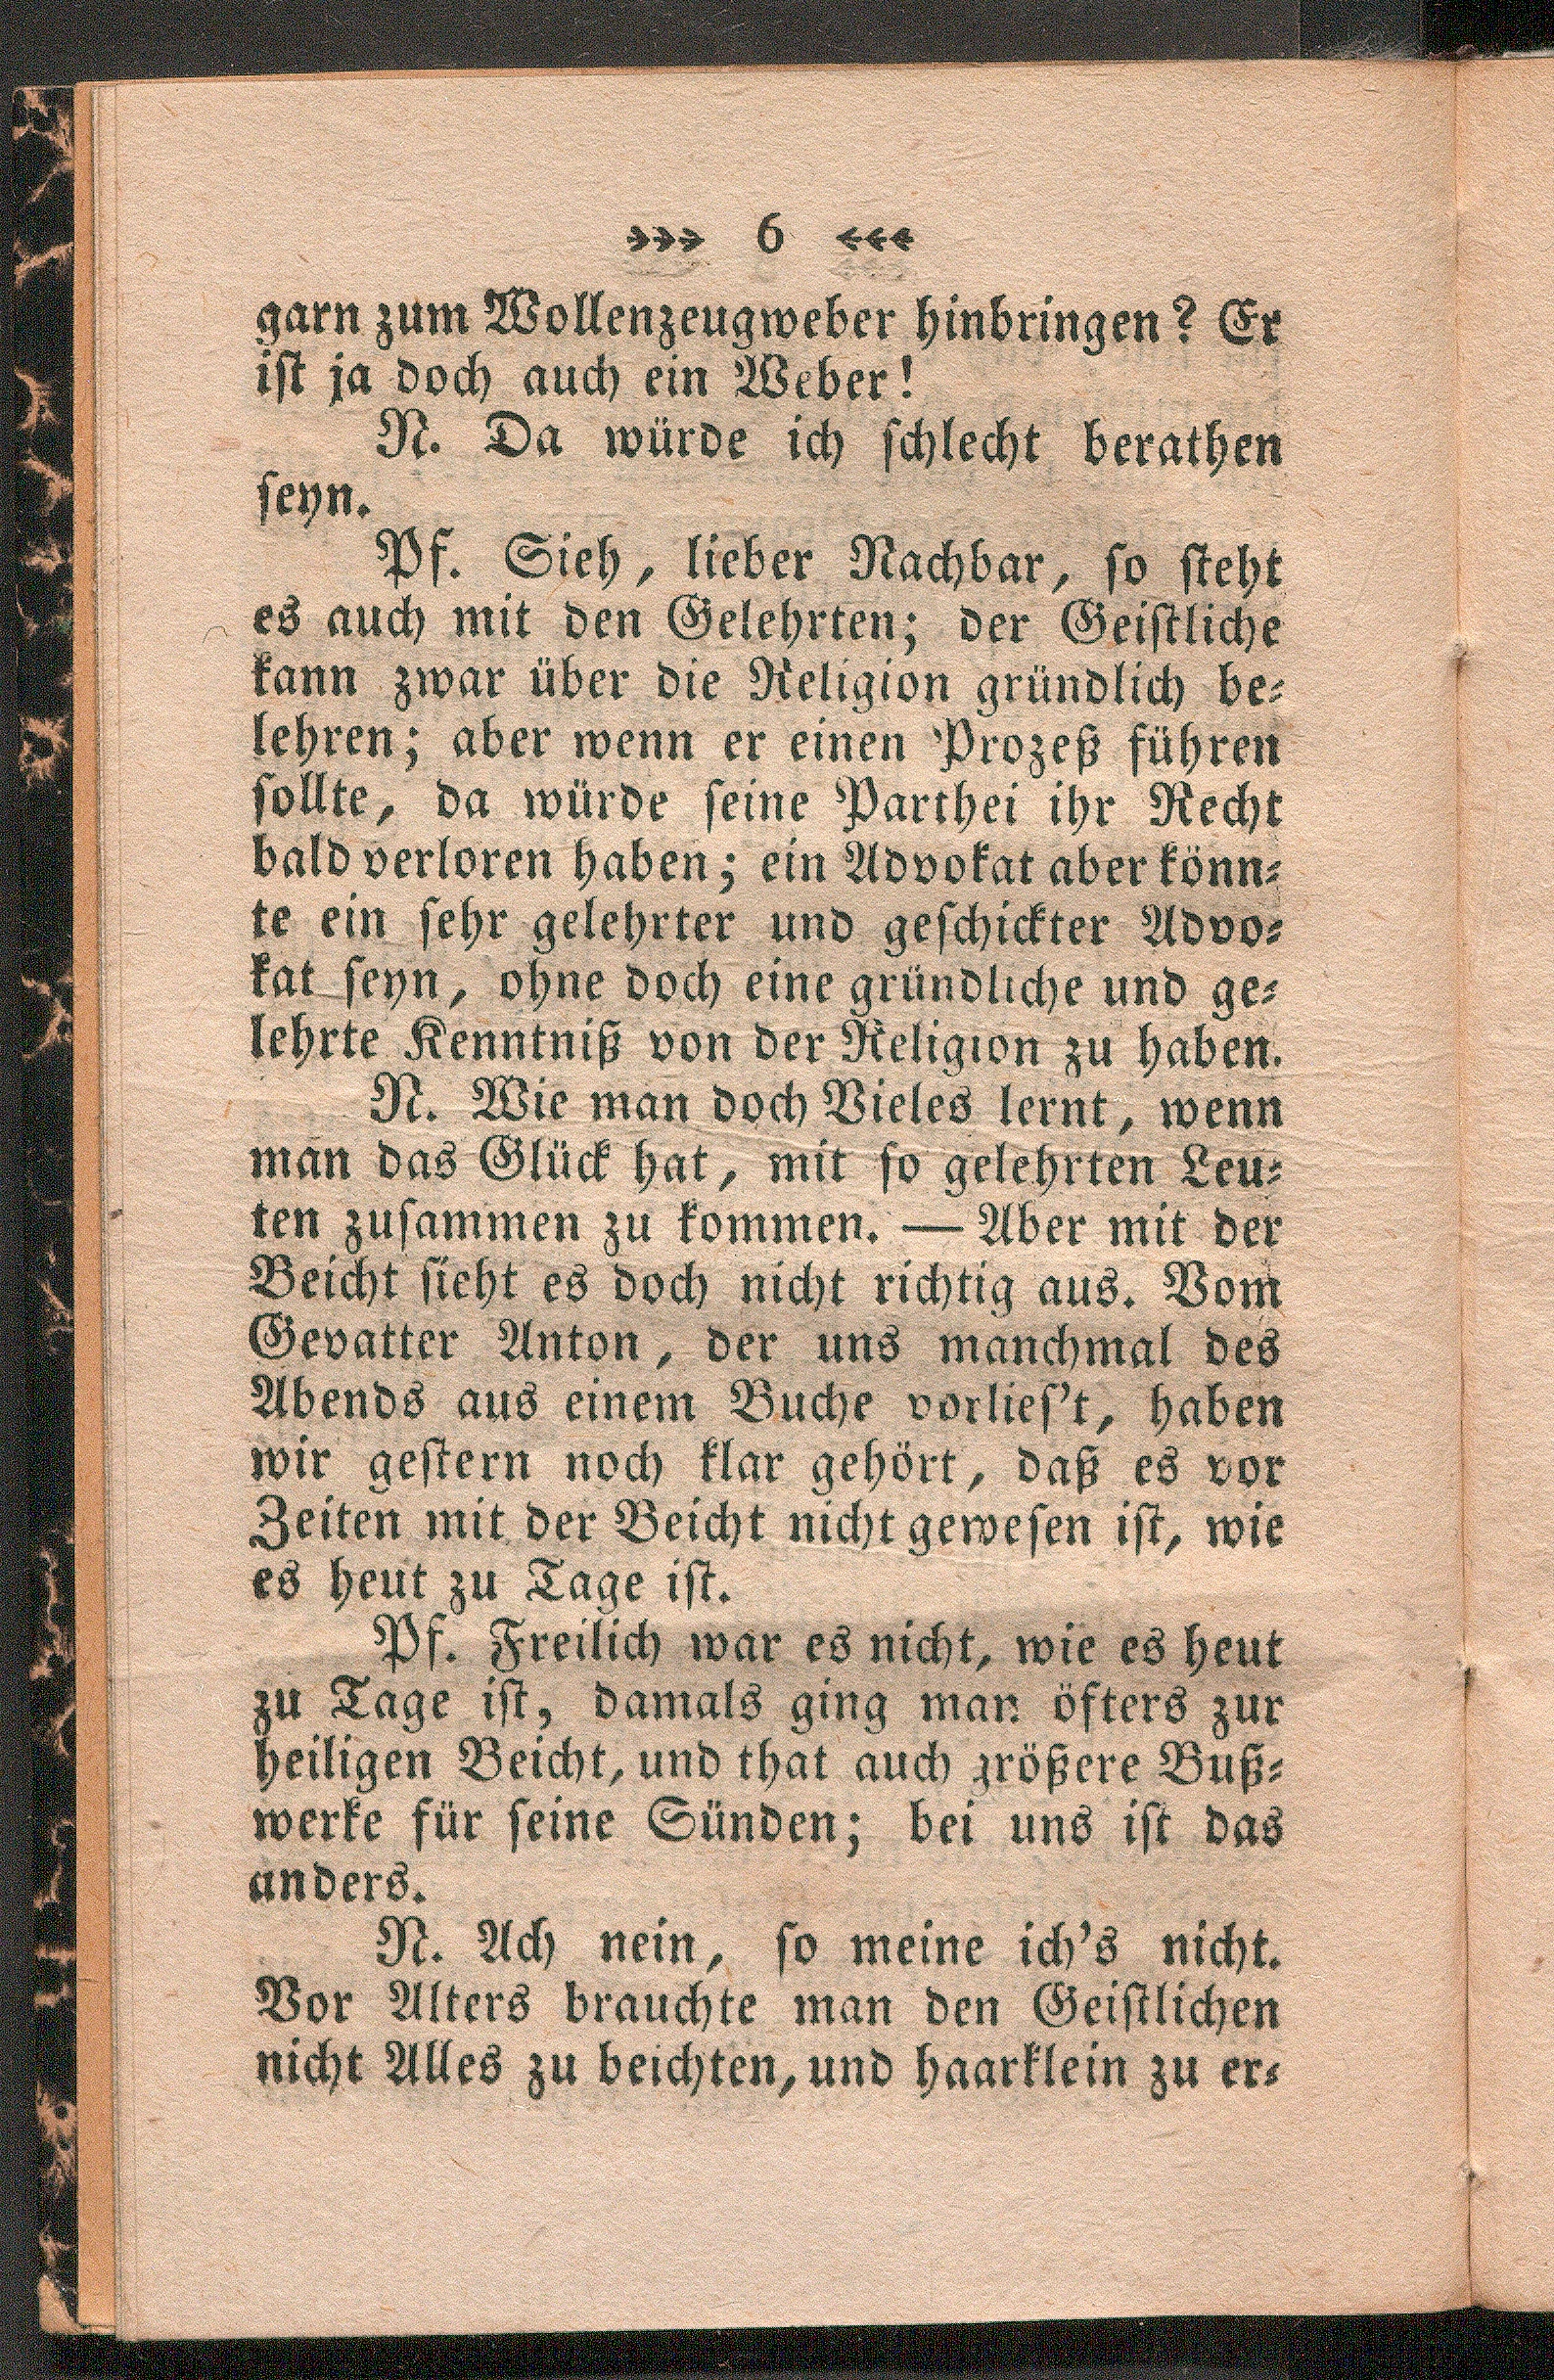 »»» 6 «««
garn zum Wollenzeugweber hinbringen? Er
ist ja doch auch ein Weber!
N. Da würde ich schlecht berathen
seyn.
Pf. Sieh, lieber Nachbar, so steht
es auch mit den Gelehrten; der Geistliche
kann zwar über die Religion gründlich be⸗
lehren; aber wenn er einen Prozeß führen
sollte, da würde seine Parthei ihr Recht
bald verloren haben; ein Advokat aber könn⸗
te ein sehr gelehrter und geschickter Advo⸗
kat seyn, ohne doch eine gründliche und ge⸗
lehrte Kenntniß von der Religion zu haben.
N. Wie man doch Vieles lernt, wenn
man das Glück hat, mit so gelehrten Leu⸗
ten zusammen zu kommen. — Aber mit der
Beicht sieht es doch nicht richtig aus. Vom
Gevatter Anton, der uns manchmal des
Abends aus einem Buche vorlies't, haben
wir gestern noch klar gehört, daß es vor
Zeiten mit der Beicht nicht gewesen ist, wie
es heut zu Tage ist.
Pf. Freilich war es nicht, wie es heut
zu Tage ist, damals ging man öfters zur
heiligen Beicht, und that auch größere Buß⸗
werke für seine Sünden; bei uns ist das
anders.
N. Ach nein, so meine ich's nicht.
Vor Alters brauchte man den Geistlichen
nicht Alles zu beichten, und haarklein zu er⸗